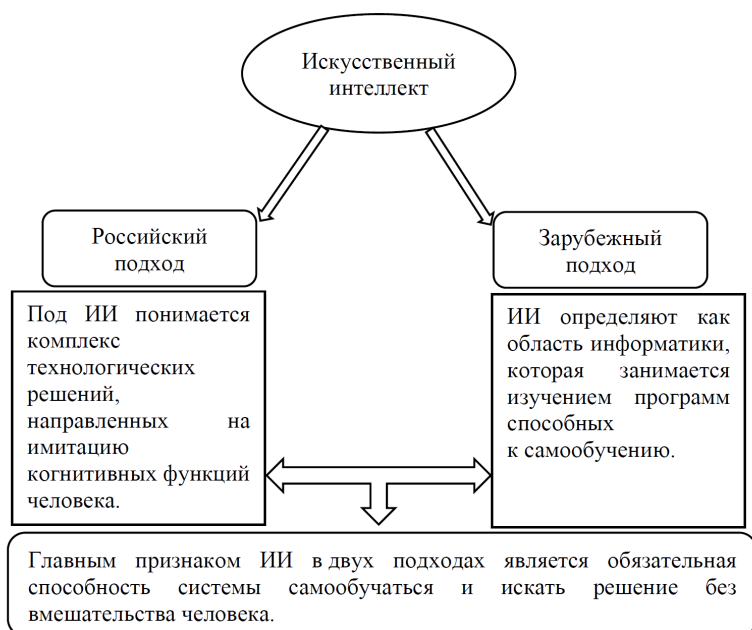 Искусственный
интеллект
Российский
подход
Зарубежный
подход
Под ИИ понимается
комплекс
технологических
решений,
направленных на
имитацию
когнитивных функций
человека.
ИИ определяют как
область информатики,
которая занимается
изучением программ
способных
к самообучению.
Главным признаком ИИ в двух подходах является обязательная
способность системы самообучаться и искать решение без
вмешательства человека.